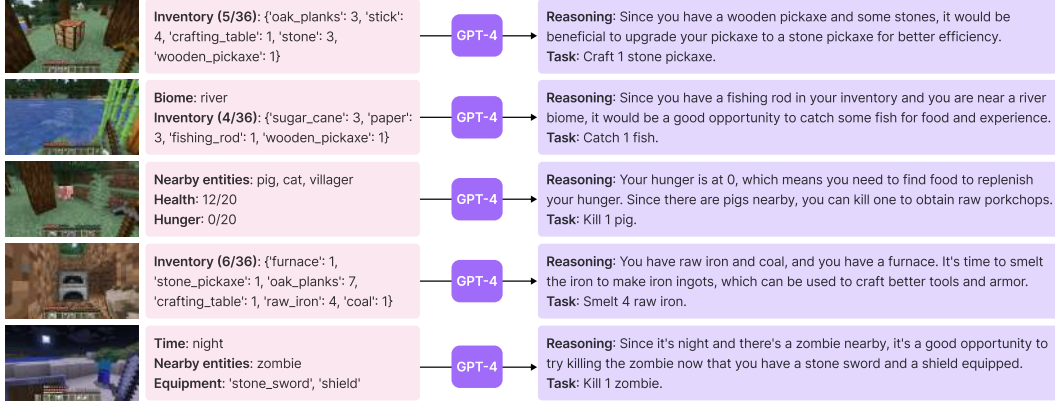 Inventory (5/36): {'oak_planks': 3, 'stick':
4, 'crafting_table': 1, 'stone': 3,
'wooden_pickaxe': 1}
GPT-4
Reasoning: Since you have a wooden pickaxe and some stones, it would be
beneficial to upgrade your pickaxe to a stone pickaxe for better efficiency.
Task: Craft 1 stone pickaxe.
Biome: river
Inventory (4/36): {'sugar_cane': 3, 'paper':
3, 'fishing_rod': 1, 'wooden_pickaxe': 1}
GPT-4
Reasoning: Since you have a fishing rod in your inventory and you are near a river
biome, it would be a good opportunity to catch some fish for food and experience.
Task: Catch 1 fish.
Nearby entities: pig, cat, villager
Health: 12/20
Hunger: 0/20
GPT-4
Reasoning: Your hunger is at 0, which means you need to find food to replenish
your hunger. Since there are pigs nearby, you can kill one to obtain raw porkchops.
Task: Kill 1 pig.
Inventory (6/36): {'furnace': 1,
'stone_pickaxe': 1, 'oak_planks': 7,
'crafting_table': 1, 'raw_iron': 4, 'coal': 1}
GPT-4
Reasoning: You have raw iron and coal, and you have a furnace. It's time to smelt
the iron to make iron ingots, which can be used to craft better tools and armor.
Task: Smelt 4 raw iron.
Time: night
Nearby entities: zombie
Equipment: 'stone_sword', 'shield'
GPT-4
Reasoning: Since it's night and there's a zombie nearby, it's a good opportunity to
try killing the zombie now that you have a stone sword and a shield equipped.
Task: Kill 1 zombie.